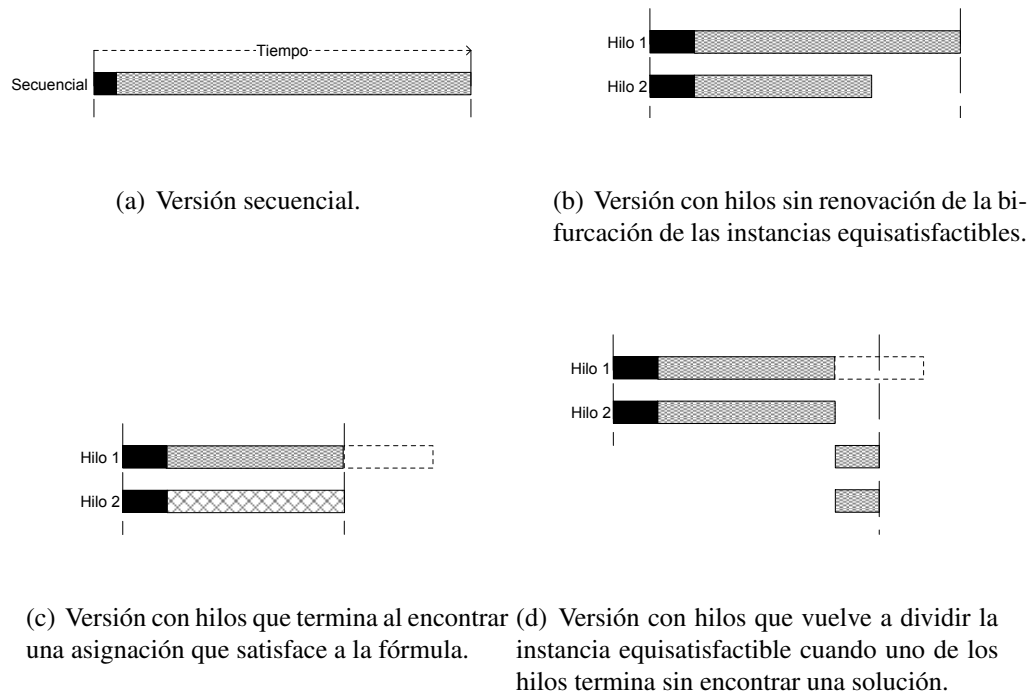 Tiempo
Secuencial
(a) Versión secuencial.
Hilo 1
Hilo 2
(b) Versión con hilos sin renovación de la bi-
furcación de las instancias equisatisfactibles.
Hilo 1
Hilo 2
(c) Versión con hilos que termina al encontrar
una asignación que satisface a la fórmula.
Hilo 1
Hilo 2
(d) Versión con hilos que vuelve a dividir la
instancia equisatisfactible cuando uno de los
hilos termina sin encontrar una solución.